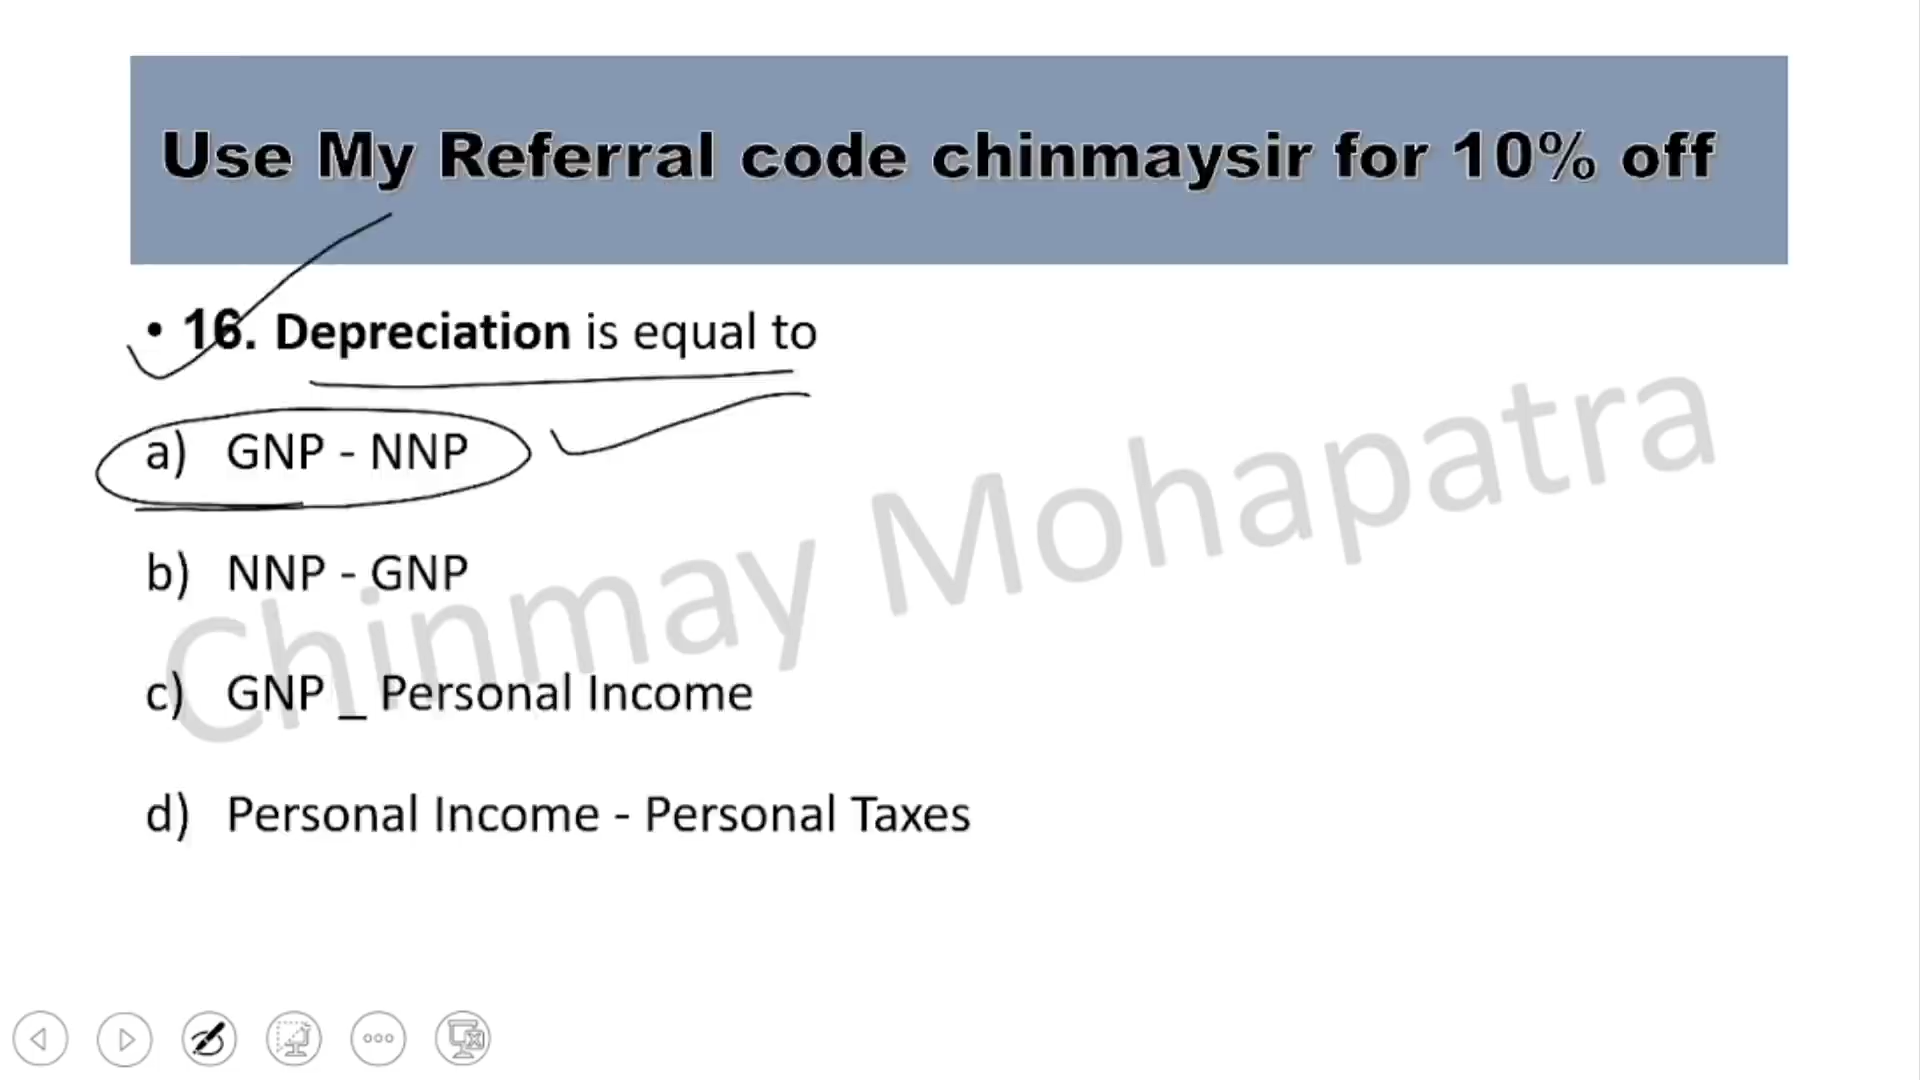 Use My Referral code chinmaysir for 10% off
• 16. Depreciation is equal to
a) GNP - NNP
b) NNP - GNP
c) GNP _ Personal Income
d) Personal Income - Personal Taxes
Chinmay Mohapatra